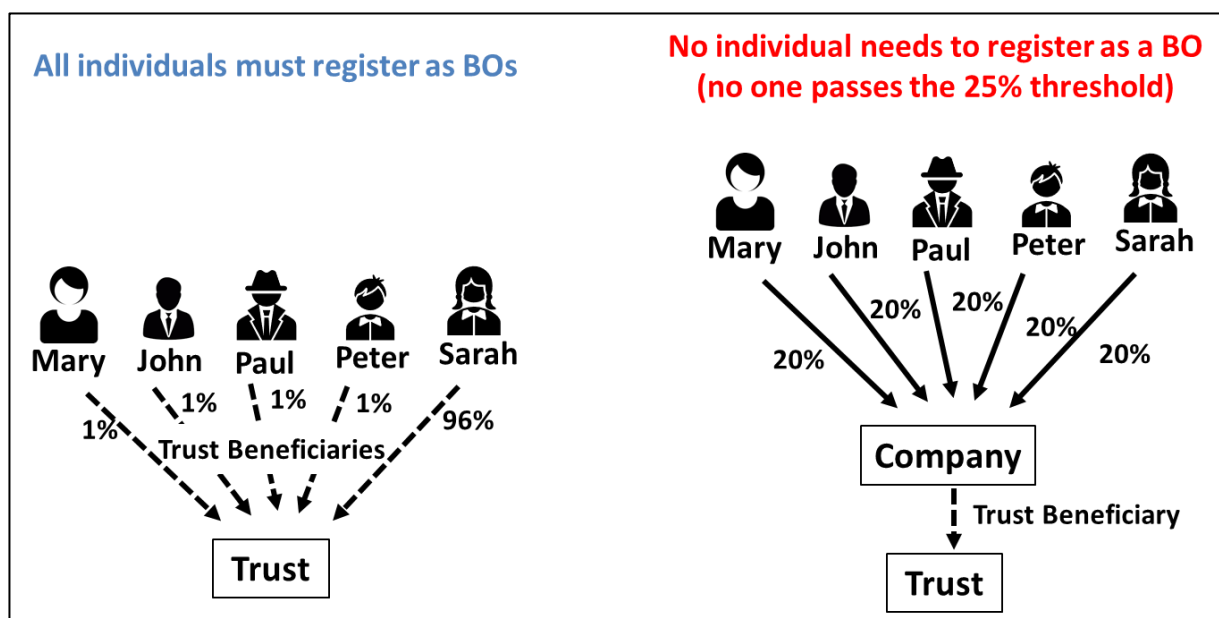 All individuals must register as BOs
Mary
John
Paul
Peter
Sarah
1%
1%
1%
1%
96%
Trust Beneficiaries
Trust
No individual needs to register as a BO
(no one passes the 25% threshold)
Mary
John
Paul
Peter
Sarah
20%
20%
20%
20%
20%
Company
Trust Beneficiary
Trust